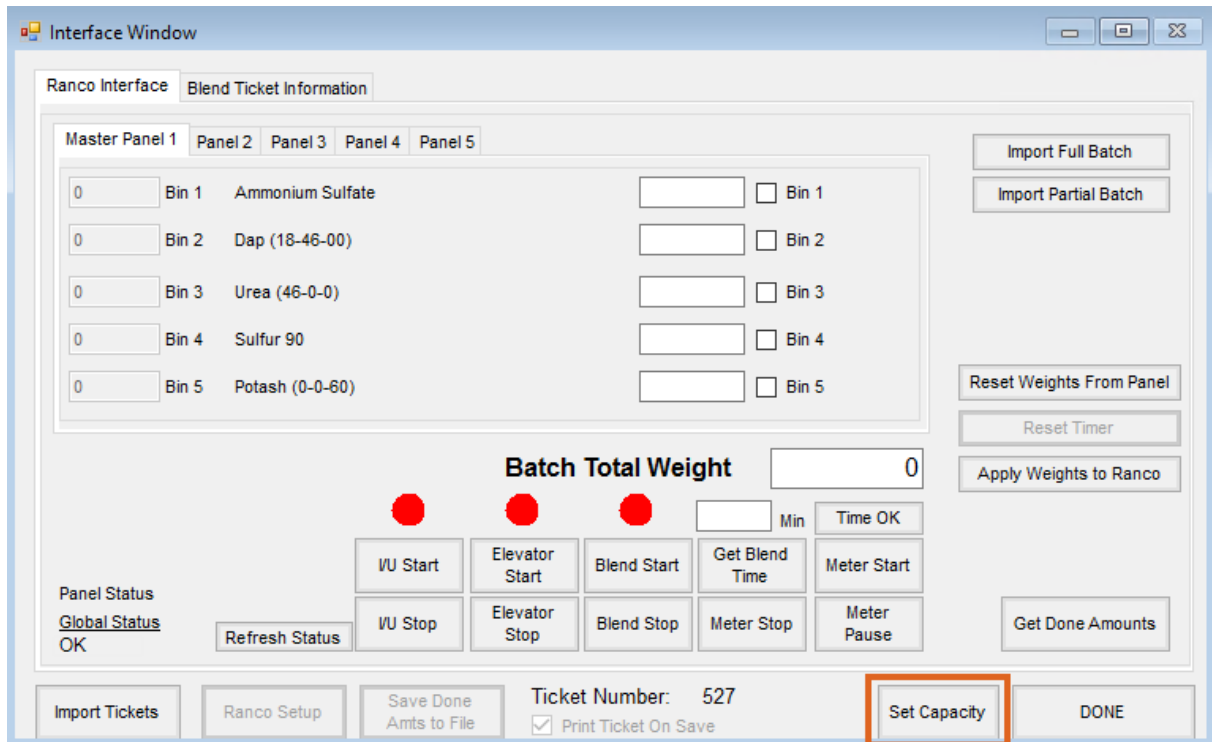 Interface Window
Ranco Interface Blend Ticket Information
Master Panel 1 Panel 2 Panel 3 Panel 4 Panel 5
Import Full Batch
0 Bin 1 Ammonium Sulfate Bin 1
Import Partial Batch
0 Bin 2 Dap (18-46-00) Bin 2
0 Bin 3 Urea (46-0-0) Bin 3
0 Bin 4 Sulfur 90 Bin 4
0 Bin 5 Potash (0-0-60) Bin 5
Reset Weights From Panel
Reset Timer
Batch Total Weight 0
Apply Weights to Ranco
Min Time OK
I/U Start
Elevator
Start
Blend Start
Get Blend
Time
Meter Start
Panel Status
Global Status
OK
Refresh Status
I/U Stop
Elevator
Stop
Blend Stop
Meter Stop
Meter
Pause
Get Done Amounts
Import Tickets
Ranco Setup
Save Done
Amts to File
Ticket Number: 527
Print Ticket On Save
Set Capacity
DONE